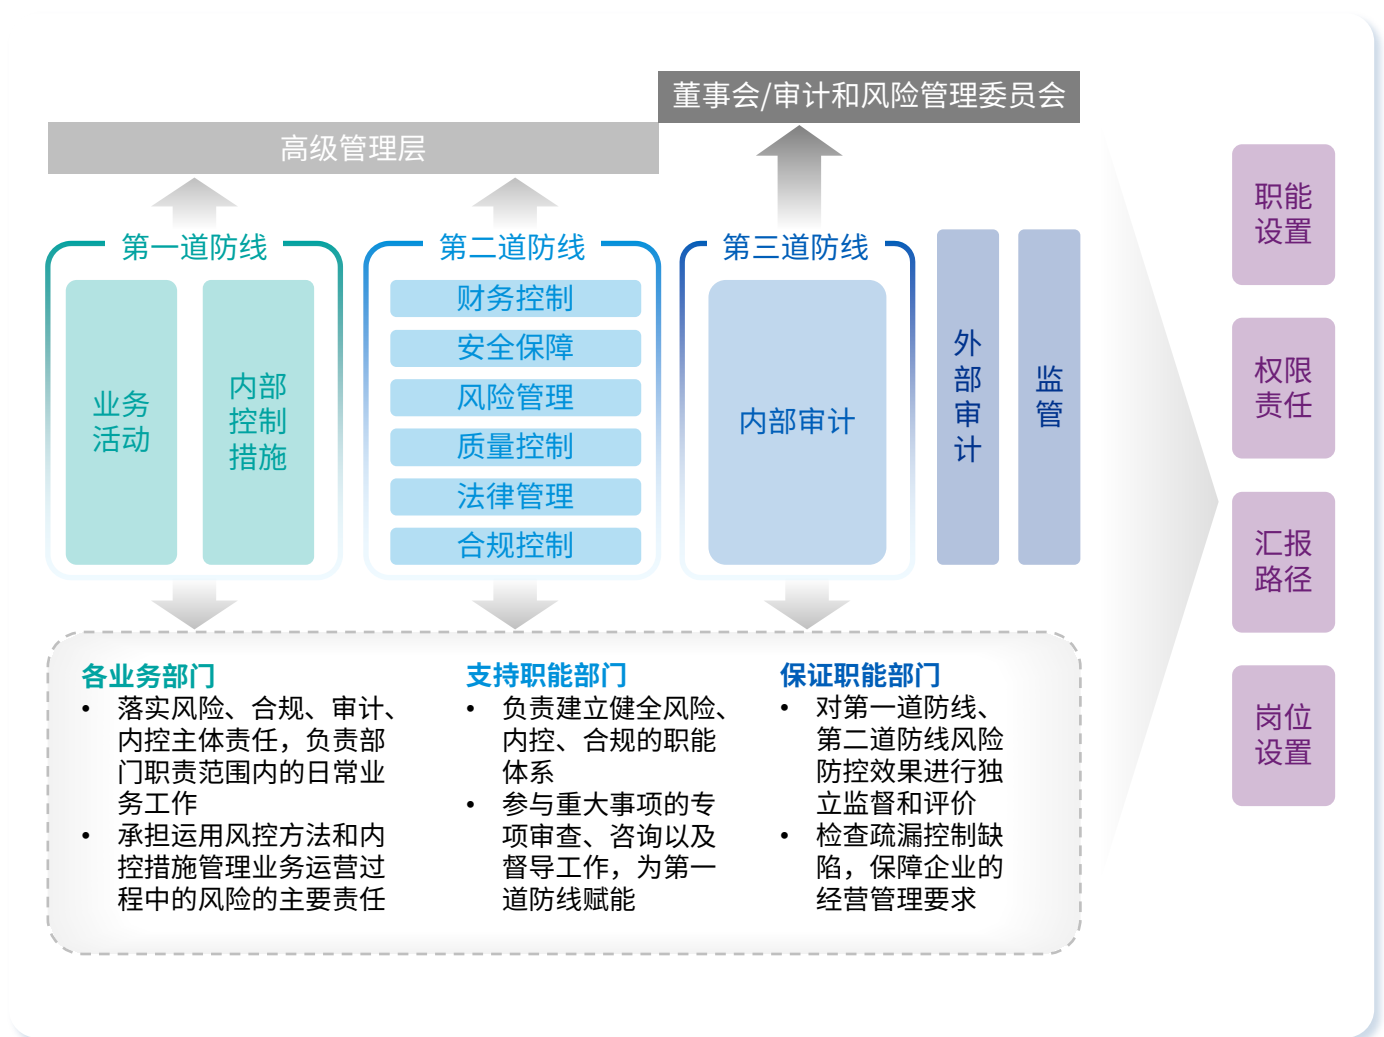 董事会/审计和风险管理委员会
高级管理层
第一道防线
业务
活动
内部
控制
措施
第二道防线
财务控制
安全保障
风险管理
质量控制
法律管理
合规控制
第三道防线
内部审计
外
部
审
计
监
管
各业务部门
• 落实风险、合规、审计、
内控主体责任，负责部
门职责范围内的日常业
务工作
• 承担运用风控方法和内
控措施管理业务运营过
程中的风险的主要责任
支持职能部门
• 负责建立健全风险、
内控、合规的职能
体系
• 参与重大事项的专
项审查、咨询以及
督导工作，为第一
道防线赋能
保证职能部门
• 对第一道防线、
第二道防线风险
防控效果进行独
立监督和评价
• 检查疏漏控制缺
陷，保障企业的
经营管理要求
职能
设置
权限
责任
汇报
路径
岗位
设置